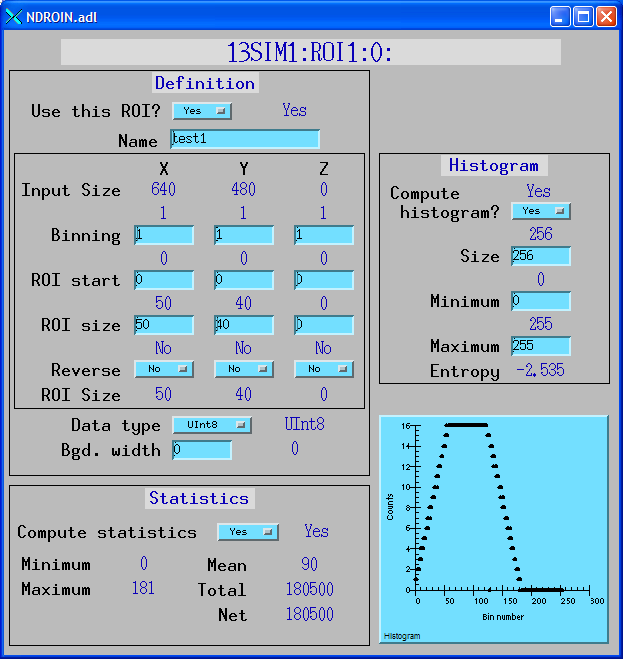 NDROIN.adl
13SIM1:ROI1:0:
Definition
Use this ROI? Yes Yes
Name test1
X Y Z
Input Size 640 480 0
1 1 1
Binning 1 1 1
0 0 0
ROI start 0 0 0
50 40 0
ROI size 50 40 0
No No No
Reverse No No No
ROI Size 50 40 0
Data type UInt8 UInt8
Bgd. width 0 0
Statistics
Compute statistics Yes Yes
Minimum 0 Mean 90
Maximum 181 Total 180500
Net 180500
Histogram
Compute Yes
histogram? Yes
256
Size 256
0
Minimum 0
255
Maximum 255
Entropy -2.535
16
14
12
10
8
6
4
2
0
Counts
0 50 100 150 200 250 300
Bin number
Histogram